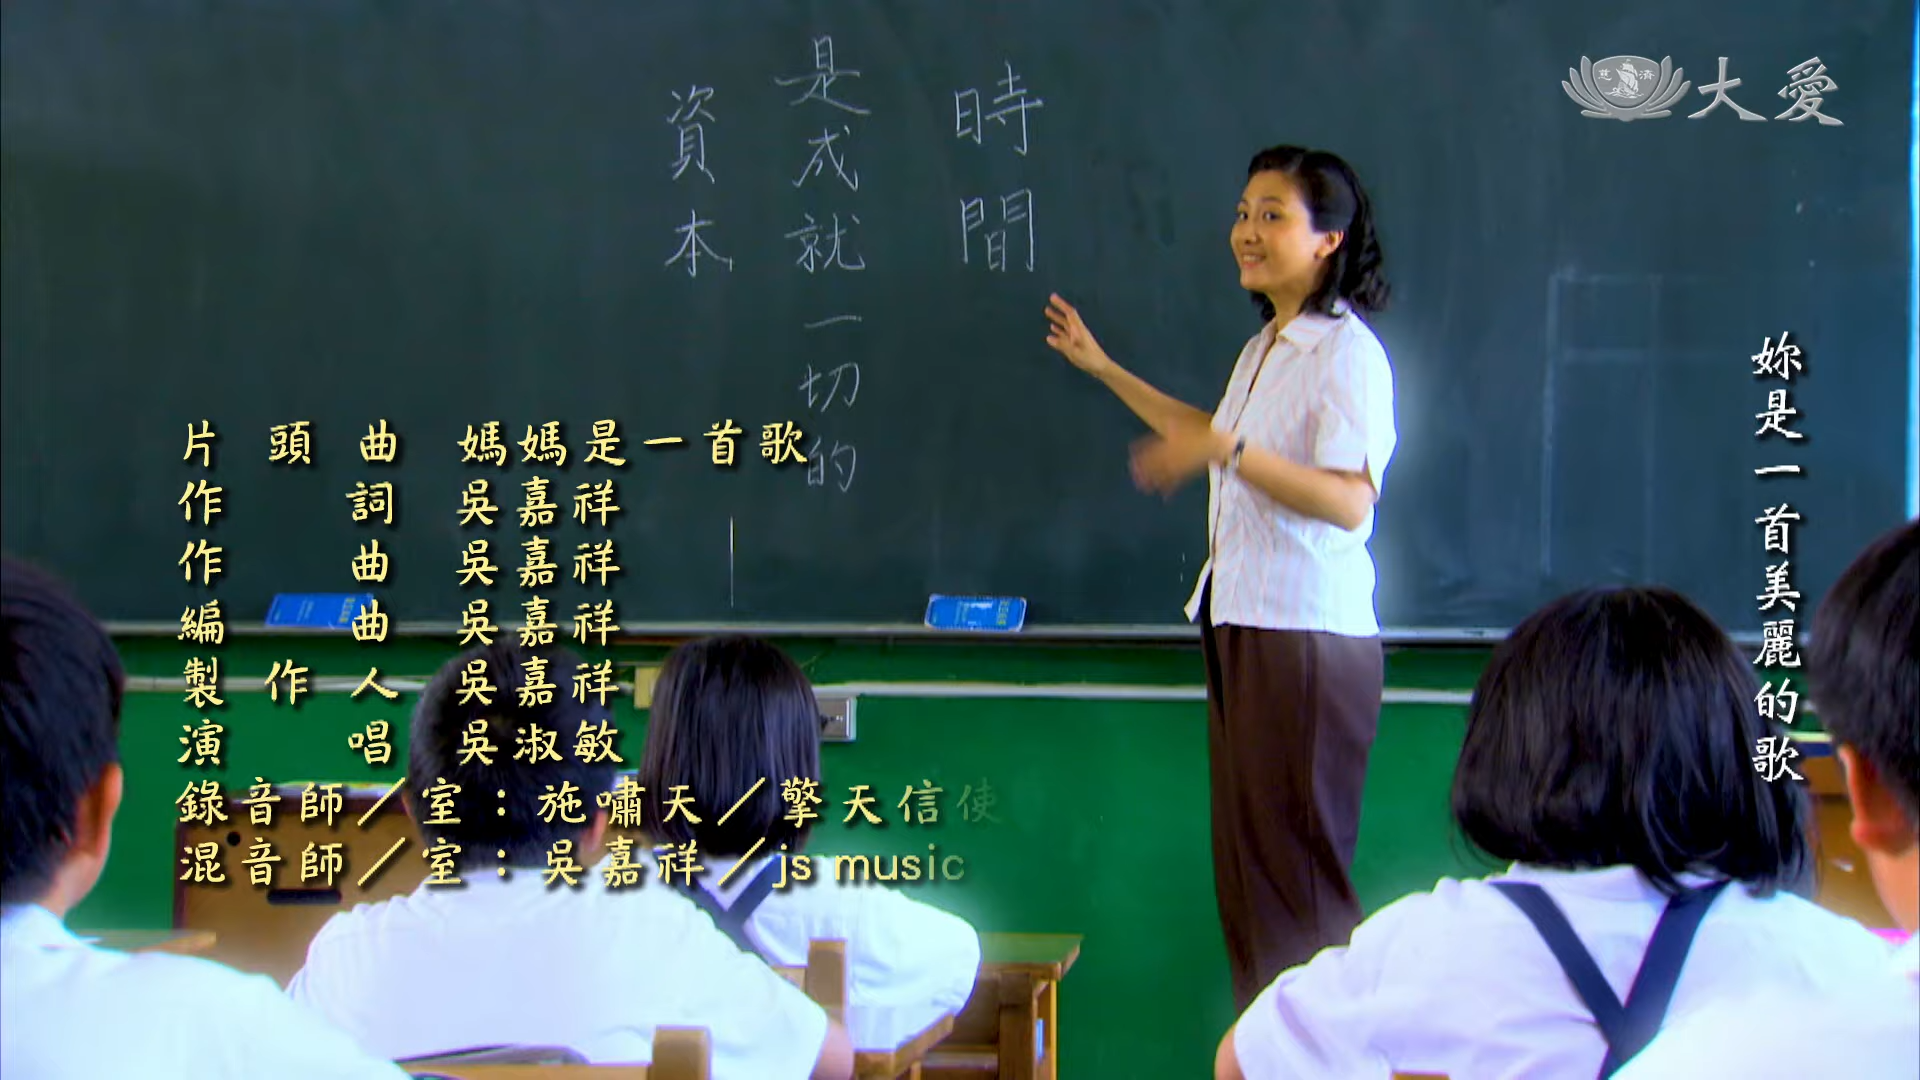 大愛
慈濟
時間
是成就一切的
資本
妳是一首美麗的歌
片頭曲 媽媽是一首歌
作詞 吳嘉祥
作曲 吳嘉祥
編曲 吳嘉祥
製作人 吳嘉祥
演唱 吳淑敏
錄音師／室：施嘯天／擎天信使
混音師／室：吳嘉祥／js music